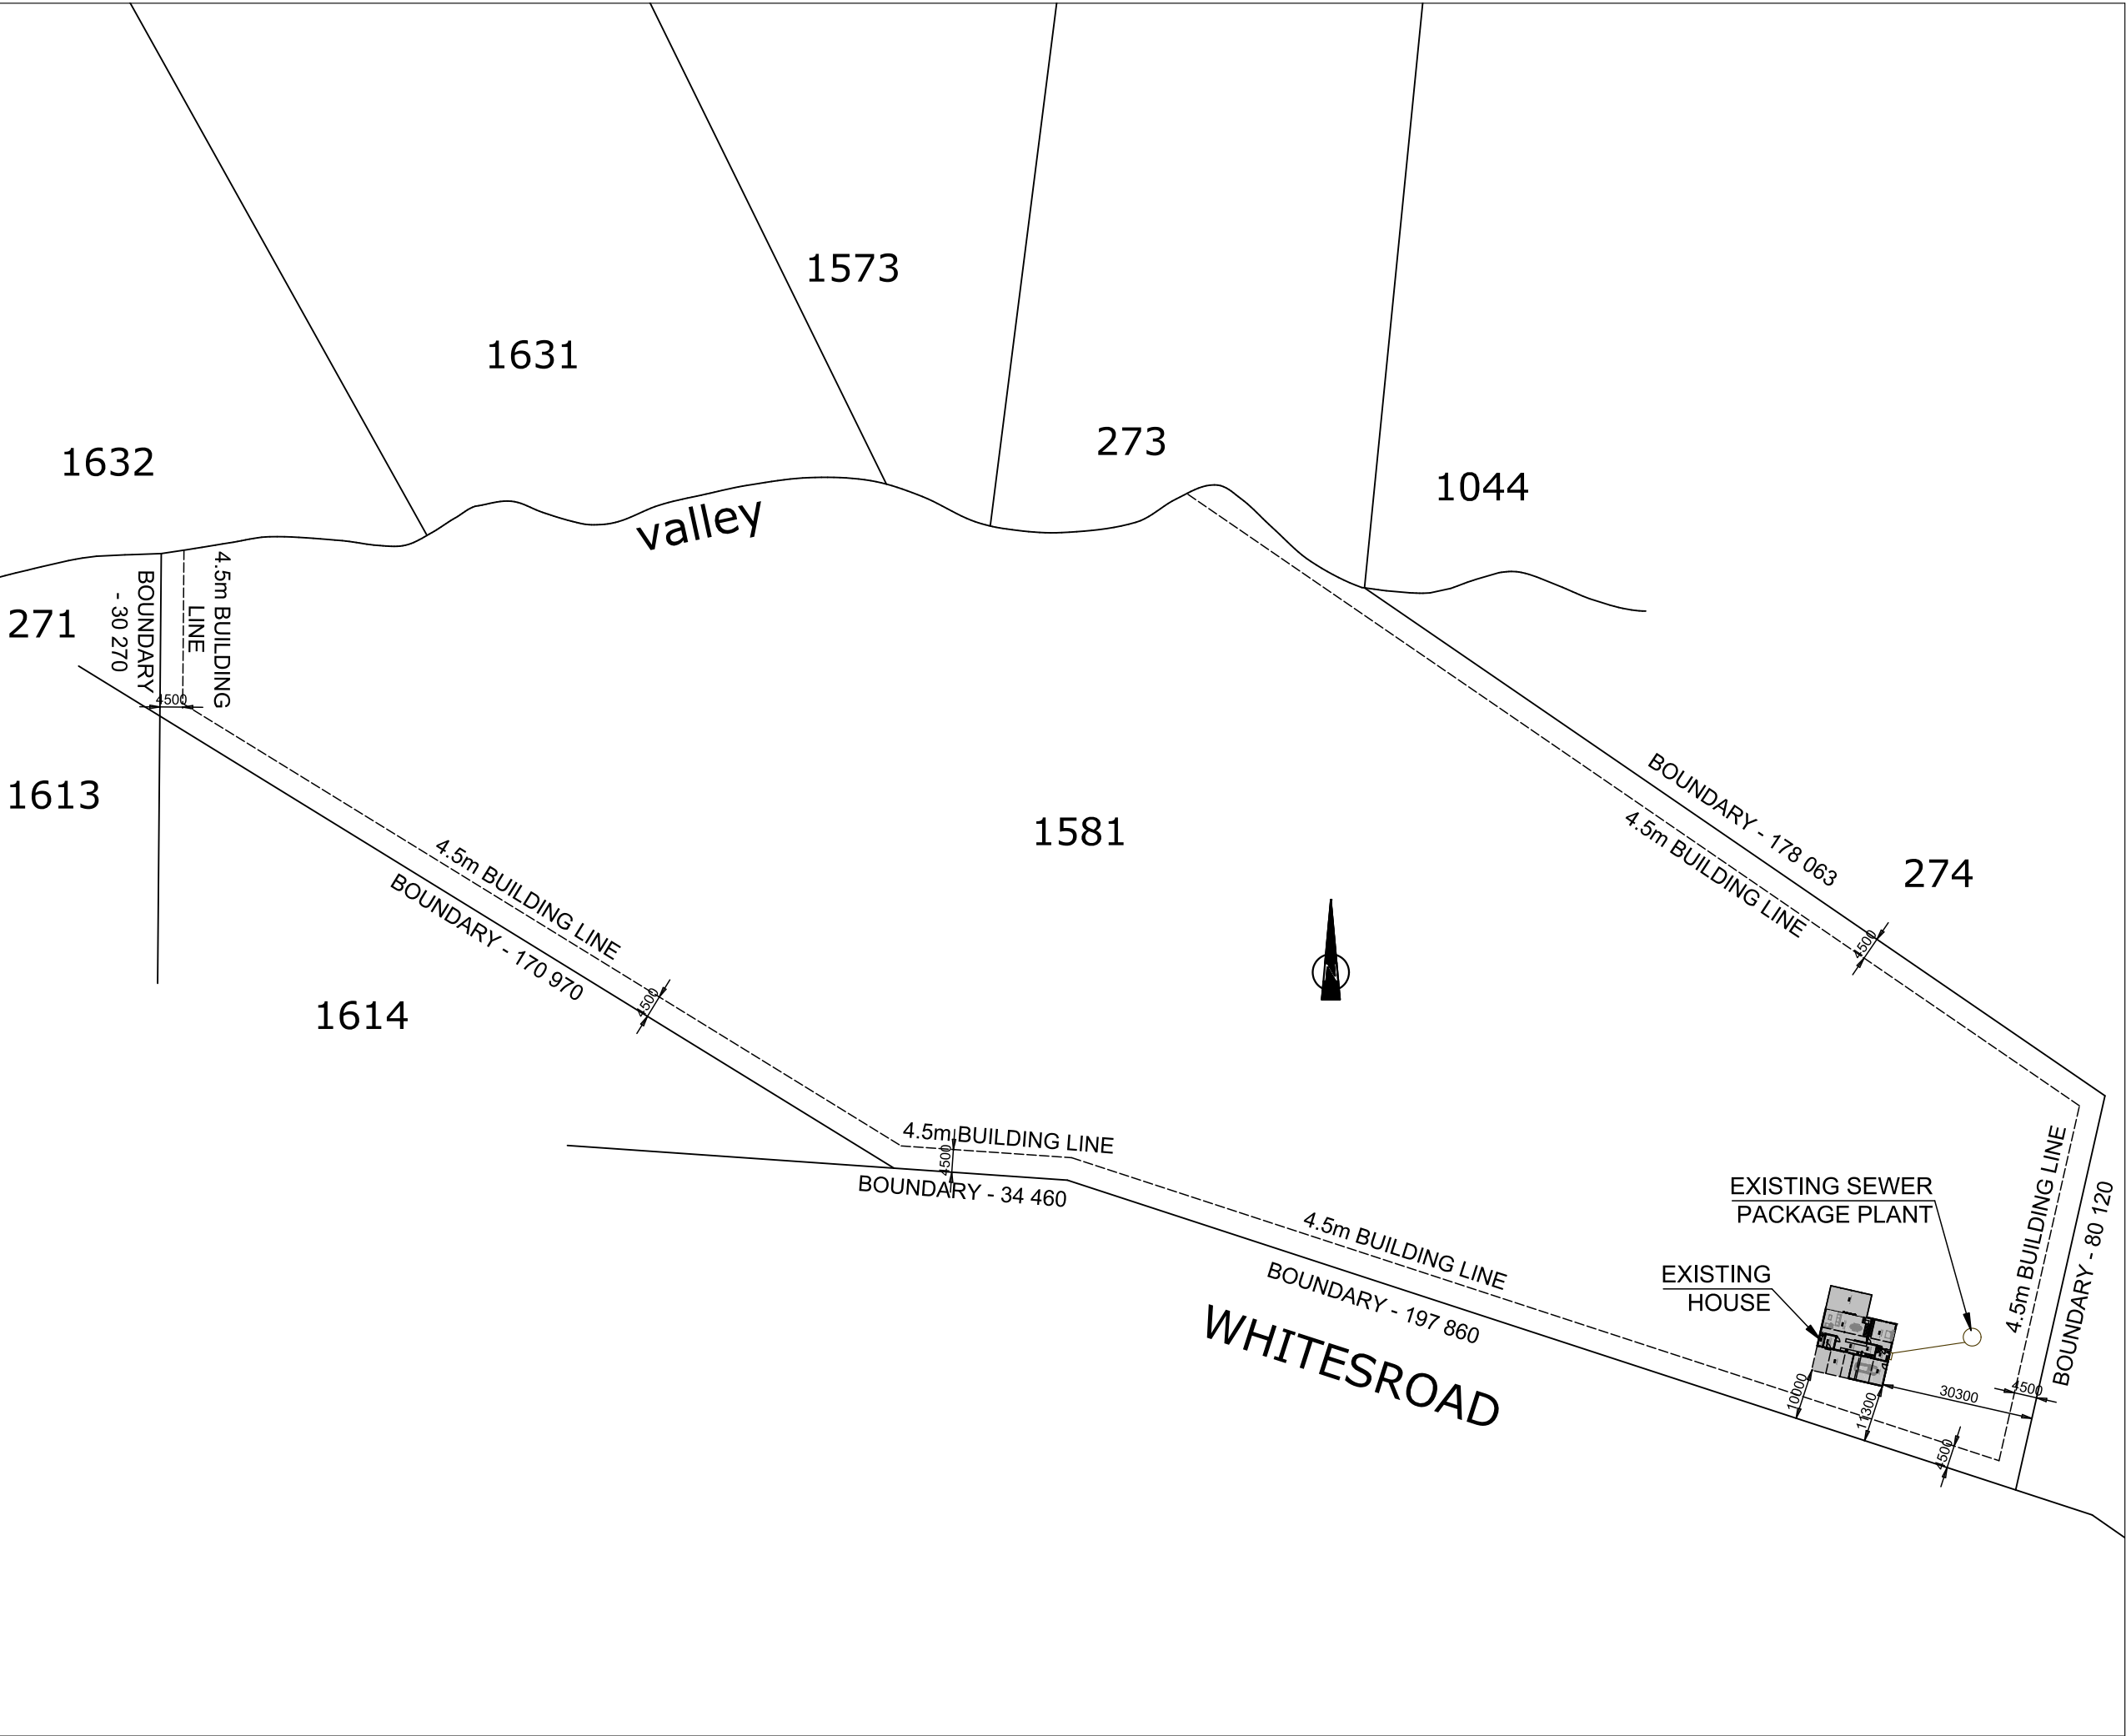 1573
1631
273
1632
1044
valley
4.5m BUILDING
LINE
BOUNDARY
- 30 270
271
4500
1613
1581
BOUNDARY - 178 063
4.5m BUILDING LINE
274
4500
4.5m BUILDING LINE
BOUNDARY - 170 970
4500
1614
4.5m BUILDING LINE
4500
BOUNDARY - 34 460
4.5m BUILDING LINE
BOUNDARY - 197 860
WHITESROAD
EXISTING SEWER
PACKAGE PLANT
EXISTING
HOUSE
4.5m BUILDING LINE
BOUNDARY - 80 120
10000
11300
30300
4500
4500